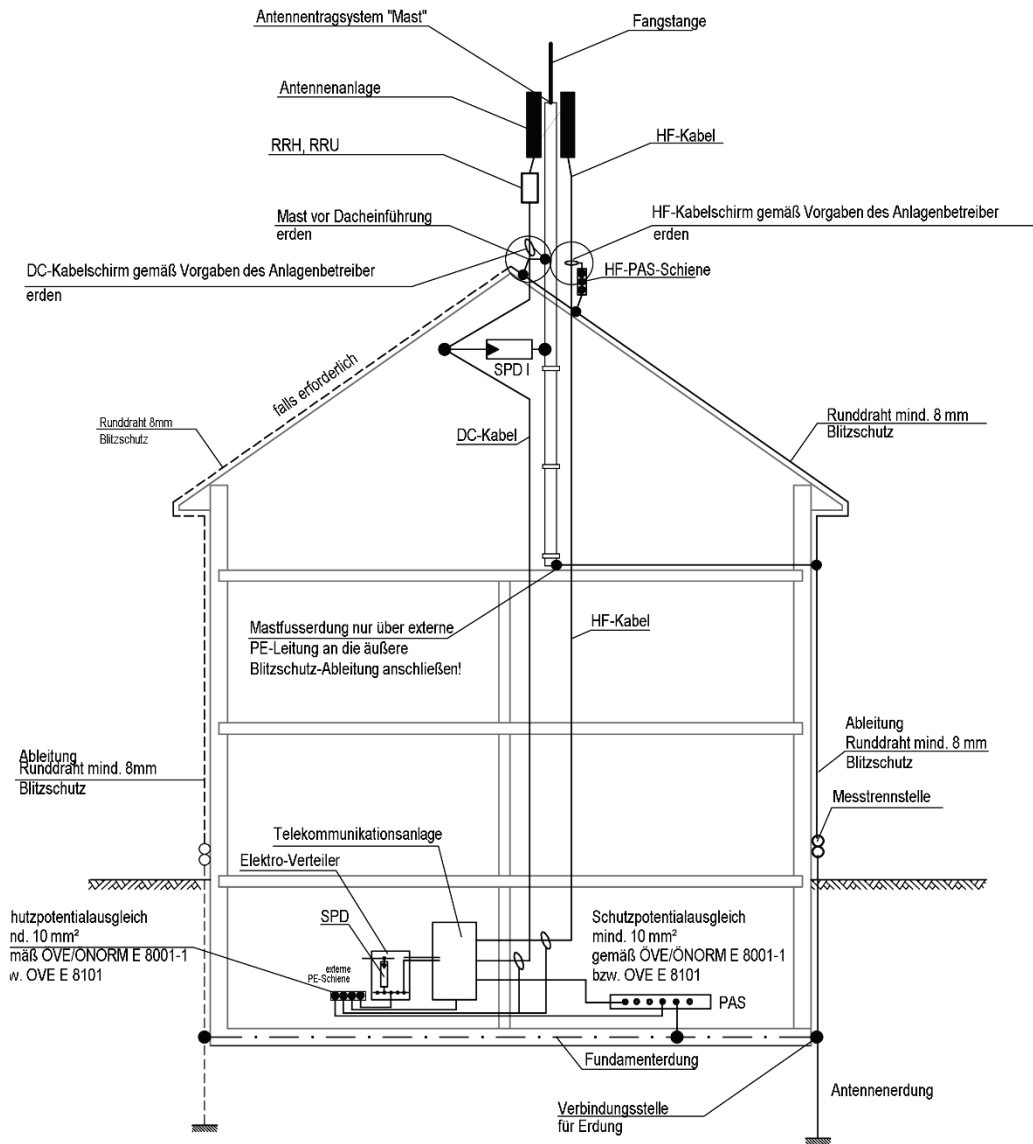 Antennentragsystem "Mast"
Fangstange
Antennenanlage
HF-Kabel
RRH, RRU
Mast vor Dacheinführung
erden
HF-Kabelschirm gemäß Vorgaben des Anlagenbetreiber
erden
DC-Kabelschirm gemäß Vorgaben des Anlagenbetreiber
erden
HF-PAS-Schiene
falls erforderlich
SPD I
Runddraht 8mm
Blitzschutz
DC-Kabel
Runddraht mind. 8 mm
Blitzschutz
Mastfusserdung nur über externe
PE-Leitung an die äußere
Blitzschutz-Ableitung anschließen!
HF-Kabel
Ableitung
Runddraht mind. 8mm
Blitzschutz
Ableitung
Runddraht mind. 8 mm
Blitzschutz
Messtrennstelle
Telekommunikationsanlage
Elektro-Verteiler
SPD
externe
PE-Schiene
hutzpotentialausgleich
nd. 10 mm²
mäß ÖVE/ÖNORM E 8001-1
w. OVE E 8101
Schutzpotentialausgleich
mind. 10 mm²
gemäß ÖVE/ÖNORM E 8001-1
bzw. OVE E 8101
PAS
Fundamenterdung
Verbindungsstelle
für Erdung
Antennenerdung